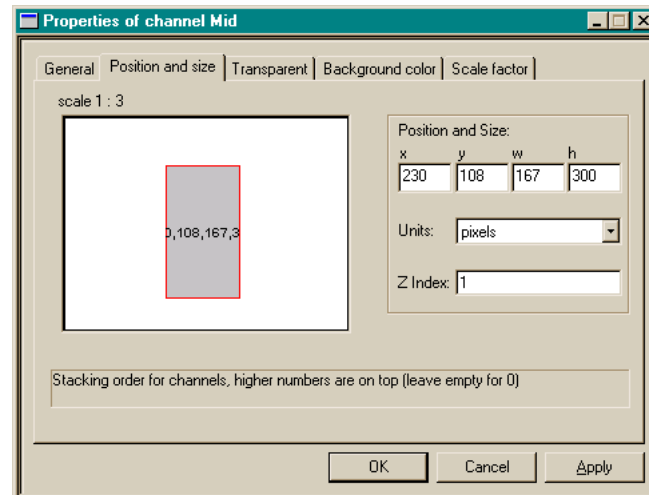 Properties of channel Mid
General Position and size Transparent Background color Scale factor
scale 1 : 3
Position and Size:
x y w h
230 108 167 300
0,108,167,3
Units: pixels
Z Index: 1
Stacking order for channels, higher numbers are on top (leave empty for 0)
OK Cancel Apply